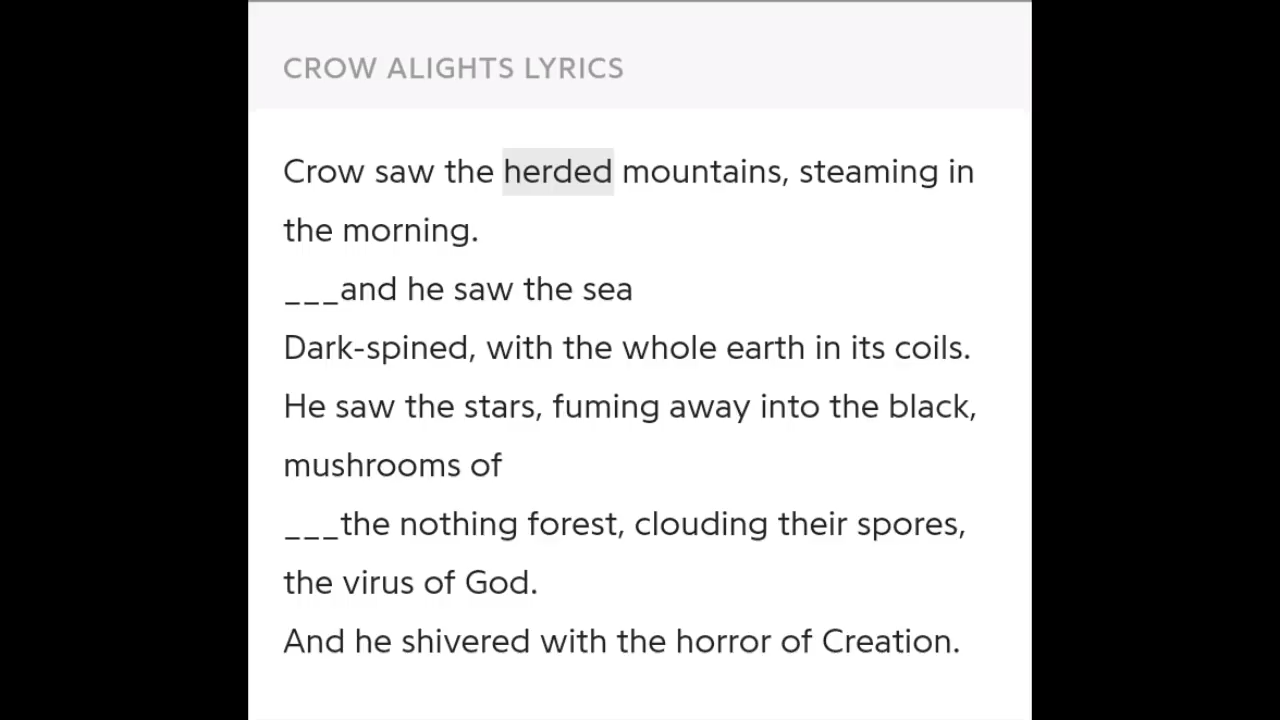 CROW ALIGHTS LYRICS
Crow saw the herded mountains, steaming in
the morning.
___and he saw the sea
Dark-spined, with the whole earth in its coils.
He saw the stars, fuming away into the black,
mushrooms of
___the nothing forest, clouding their spores,
the virus of God.
And he shivered with the horror of Creation.